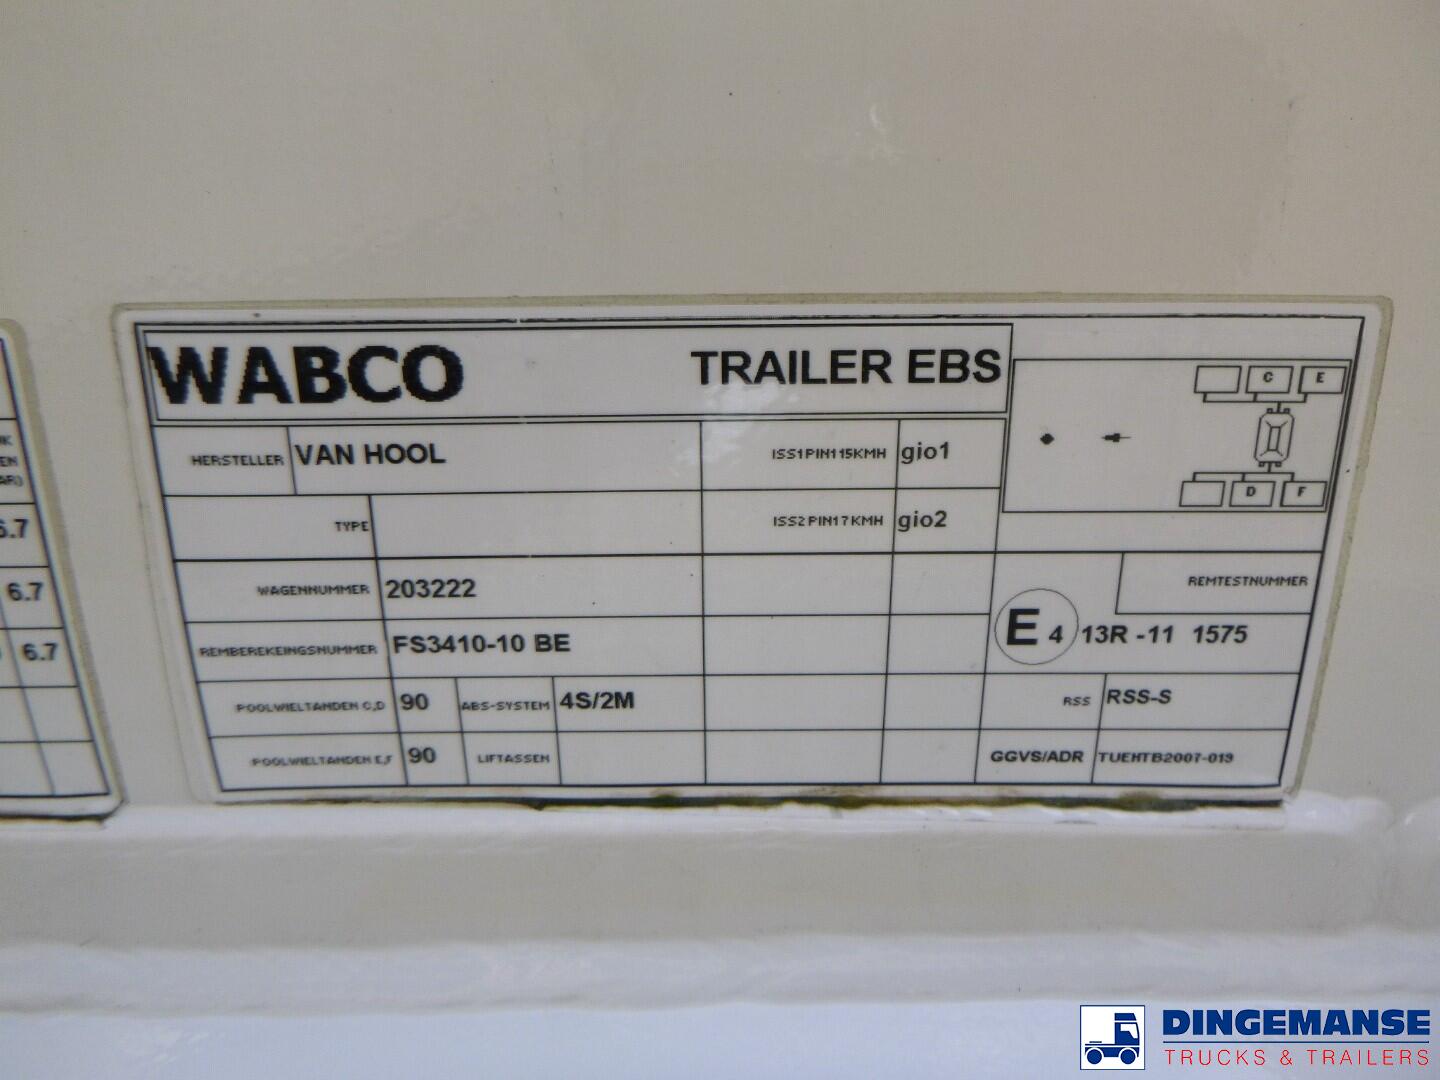 WABCO TRAILER EBS
C E
D F
HERSTELLER VAN HOOL ISS1PIN115KMH gio1
TYPE ISS2PIN17KMH gio2
WAGENNUMMER 203222 REMTESTNUMMER
REMBEREKEINGSNUMMER FS3410-10 BE E 4 13R -11 1575
POOLWIELTANDEN C,D 90 ABS-SYSTEM 4S/2M RSS RSS-S
POOLWIELTANDEN E,F 90 LIFTASSEN GGVS/ADR TUEHTB2007-019
6.7
6.7
6.7
DINGEMANSE
TRUCKS & TRAILERS